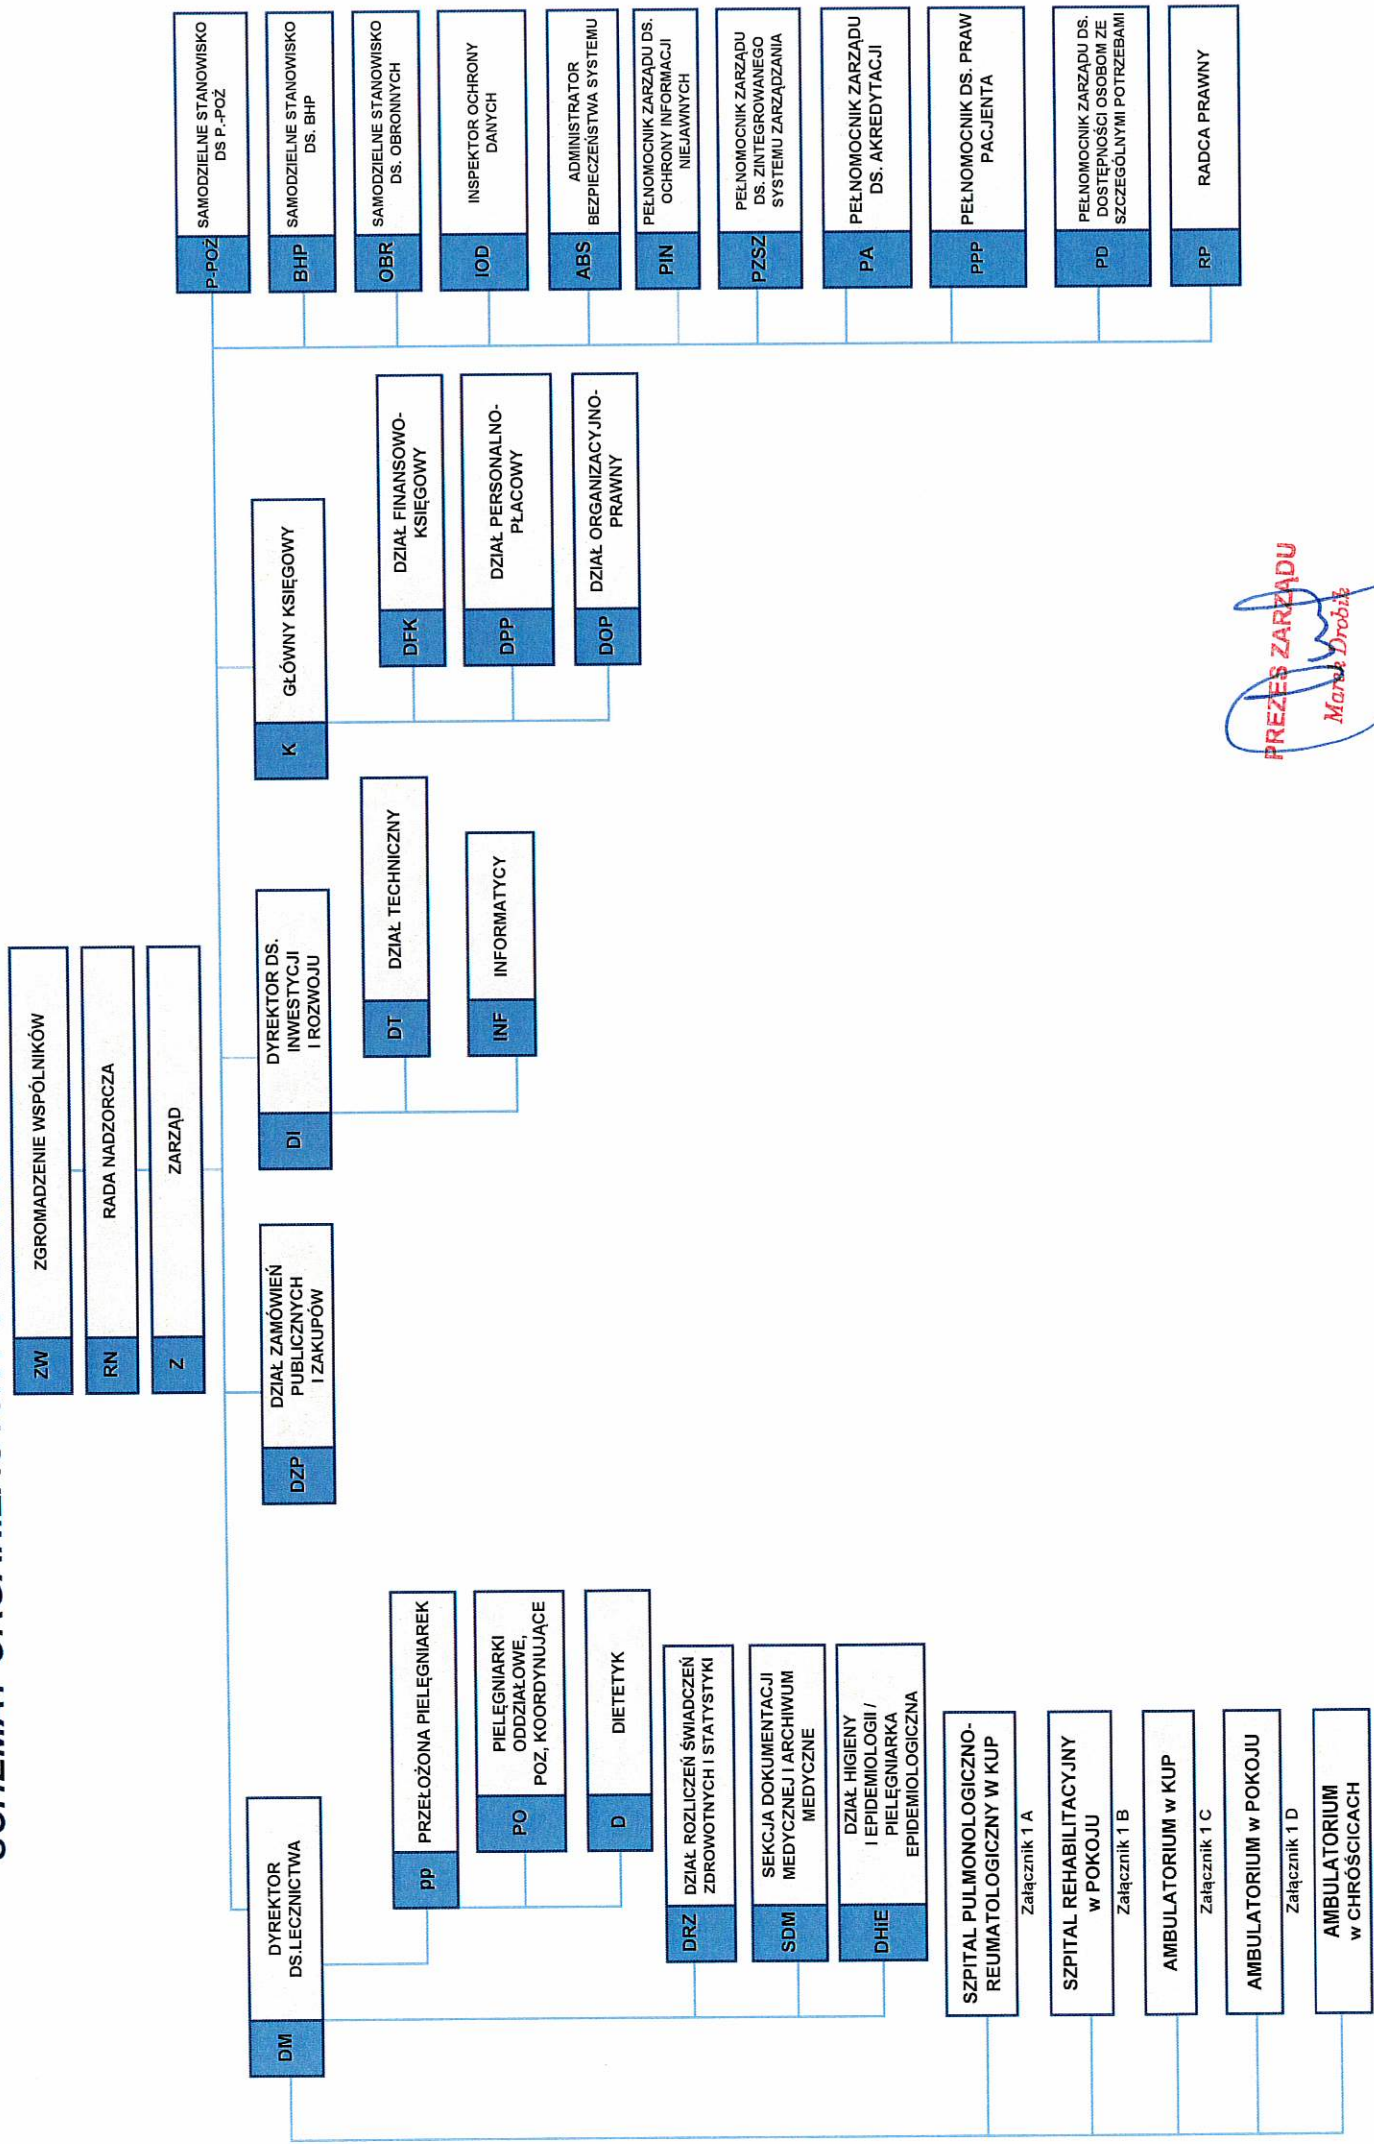 ZW
ZGROMADZENIE WSPÓLNIKÓW
RN
RADA NADZORCZA
Z
ZARZĄD
DM
DYREKTOR
DS.LECZNICTWA
pp
PRZEŁOŻONA PIELĘGNIAREK
PO
PIELĘGNIARKI
ODDZIAŁOWE,
POZ, KOORDYNUJĄCE
D
DIETETYK
DRZ
DZIAŁ ROZLICZEŃ ŚWIADCZEŃ
ZDROWOTNYCH I STATYSTYKI
SDM
SEKCJA DOKUMENTACJI
MEDYCZNEJ I ARCHIWUM
MEDYCZNE
DHiE
DZIAŁ HIGIENY
I EPIDEMIOLOGII /
PIELĘGNIARKA
EPIDEMIOLOGICZNA
SZPITAL PULMONOLOGICZNO-
REUMATOLOGICZNY W KUP
Załącznik 1 A
SZPITAL REHABILITACYJNY
w POKOJU
Załącznik 1 B
AMBULATORIUM w KUP
Załącznik 1 C
AMBULATORIUM w POKOJU
Załącznik 1 D
AMBULATORIUM
w CHRÓŚCICACH
DZP
DZIAŁ ZAMÓWIEŃ
PUBLICZNYCH
I ZAKUPÓW
DI
DYREKTOR DS.
INWESTYCJI
I ROZWOJU
DT
DZIAŁ TECHNICZNY
INF
INFORMATYCY
K
GŁÓWNY KSIĘGOWY
DFK
DZIAŁ FINANSOWO-
KSIĘGOWY
DPP
DZIAŁ PERSONALNO-
PŁACOWY
DOP
DZIAŁ ORGANIZACYJNO-
PRAWNY
P-POŻ
SAMODZIELNE STANOWISKO
DS P.-POŻ
BHP
SAMODZIELNE STANOWISKO
DS. BHP
OBR
SAMODZIELNE STANOWISKO
DS. OBRONNYCH
IOD
INSPEKTOR OCHRONY
DANYCH
ABS
ADMINISTRATOR
BEZPIECZEŃSTWA SYSTEMU
PIN
PEŁNOMOCNIK ZARZĄDU DS.
OCHRONY INFORMACJI
NIEJAWNYCH
PZSZ
PEŁNOMOCNIK ZARZĄDU
DS. ZINTEGROWANEGO
SYSTEMU ZARZĄDZANIA
PA
PEŁNOMOCNIK ZARZĄDU
DS. AKREDYTACJI
PPP
PEŁNOMOCNIK DS. PRAW
PACJENTA
PD
PEŁNOMOCNIK ZARZĄDU DS.
DOSTĘPNOŚCI OSOBOM ZE
SZCZEGÓLNYMI POTRZEBAMI
RP
RADCA PRAWNY
PREZES ZARZĄDU
Marek Drobik